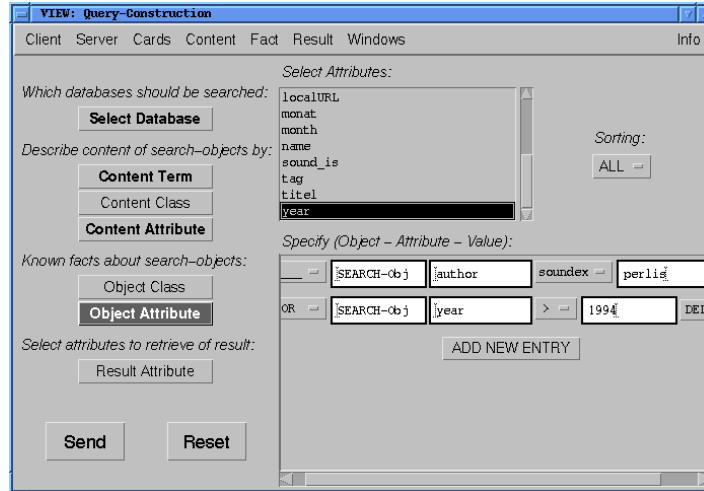 VIEW: Query-Construction
Client Server Cards Content Fact Result Windows Info
Which databases should be searched:
Select Database
Describe content of search-objects by:
Content Term
Content Class
Content Attribute
Known facts about search-objects:
Object Class
Object Attribute
Select attributes to retrieve of result:
Result Attribute
Send Reset
Select Attributes:
localURL
monat
month
name
sound_is
tag
titel
year
Sorting:
ALL
Specify (Object - Attribute - Value):
___ SEARCH-Obj author soundex perlis
OR SEARCH-Obj year > 1994
ADD NEW ENTRY